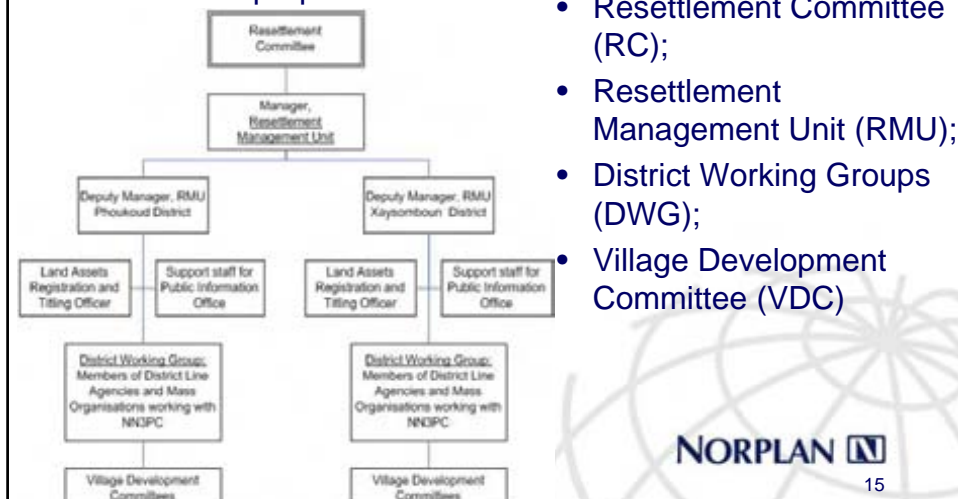 Resettlement
Committee
Manager,
Resettlement
Management Unit
Deputy Manager, RMU
Phoukoud District
Deputy Manager, RMU
Xaysomboun District
Land Assets
Registration and
Titling Officer
Support staff for
Public Information
Office
Land Assets
Registration and
Titling Officer
Support staff for
Public Information
Office
District Working Group:
Members of District Line
Agencies and Mass
Organisations working with
NN3PC
District Working Group:
Members of District Line
Agencies and Mass
Organisations working with
NN3PC
Village Development
Committees
Village Development
Committees
• Resettlement Committee
(RC);
• Resettlement
Management Unit (RMU);
• District Working Groups
(DWG);
• Village Development
Committee (VDC)
NORPLAN N
15